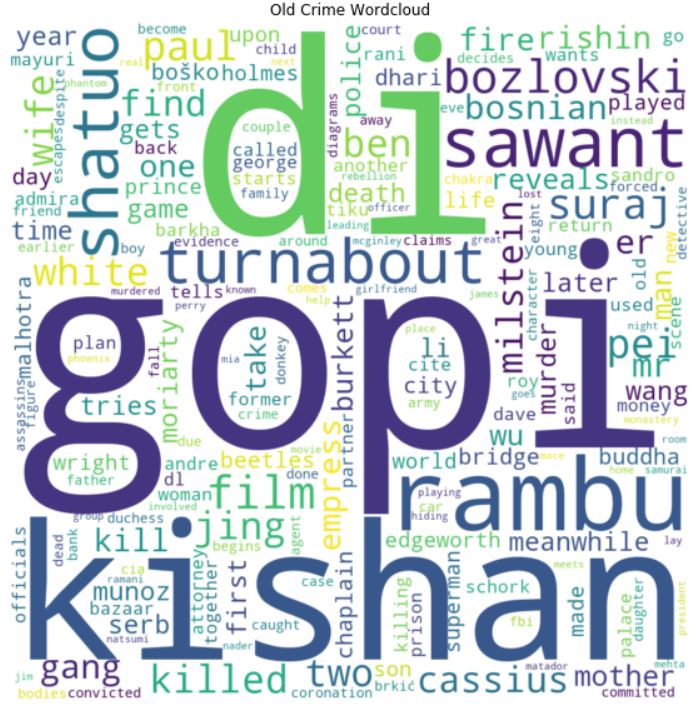 Old Crime Wordcloud
year
become
upon
court
child
decides
wants
go
mayuri
real
next
paul
police
rani
fire
rishin
phantom
boško
holmes
dhari
bozlovski
wife
escapes
despite
shatuo
find
front
di
couple
diagrams
away
eve
instead
bosnian
played
gets
called
ben
sawant
day
back
one
george
another
reveals
sandro
forced
prince
starts
rebellion
chakra
admira
family
death
life
suraj
friend
game
tiku
officer
lost
eight
time
barkha
leading
return
detective
earlier
boy
evidence
around
mcginley
claims
great
young
er
new
white
turnabout
milstein
old
man
murdered
tells
known
comes
girlfriend
james
character
later
used
scene
malhotra
perry
help
gopi
night
plan
fall
mia
take
donkey
burkett
place
li
pei
phoenix
cite
mr
assassins
figure
moriarty
former
city
roy
murder
wang
tries
crime
army
dave
said
money
monastery
due
movie
partner
wu
bridge
room
wright
andre
beetles
empress
world
buddha
father
dl
done
mace
home
samurai
woman
film
playing
rambu
involved
hiding
car
group
duchess
jing
edgeworth
meanwhile
lay
officials
dead
bank
kill
begins
agent
kishan
cia
attorney
together
first
case
chaplain
killing
prison
superman
schork
made
palace
daughter
meets
president
ramani
munoz
bazaar
serb
natsumi
caught
nader
fbi
gang
killed
two
son
cassius
mother
matador
mehta
jim
bodies
convicted
coronation
brkić
committed